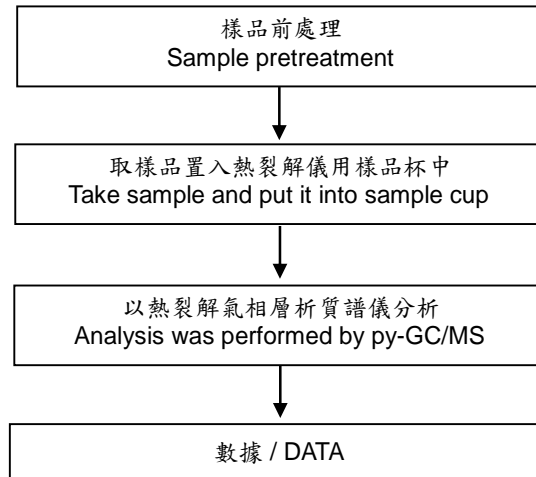 樣品前處理
Sample pretreatment
取樣品置入熱裂解儀用樣品杯中
Take sample and put it into sample cup
以熱裂解氣相層析質譜儀分析
Analysis was performed by py-GC/MS
數據 / DATA